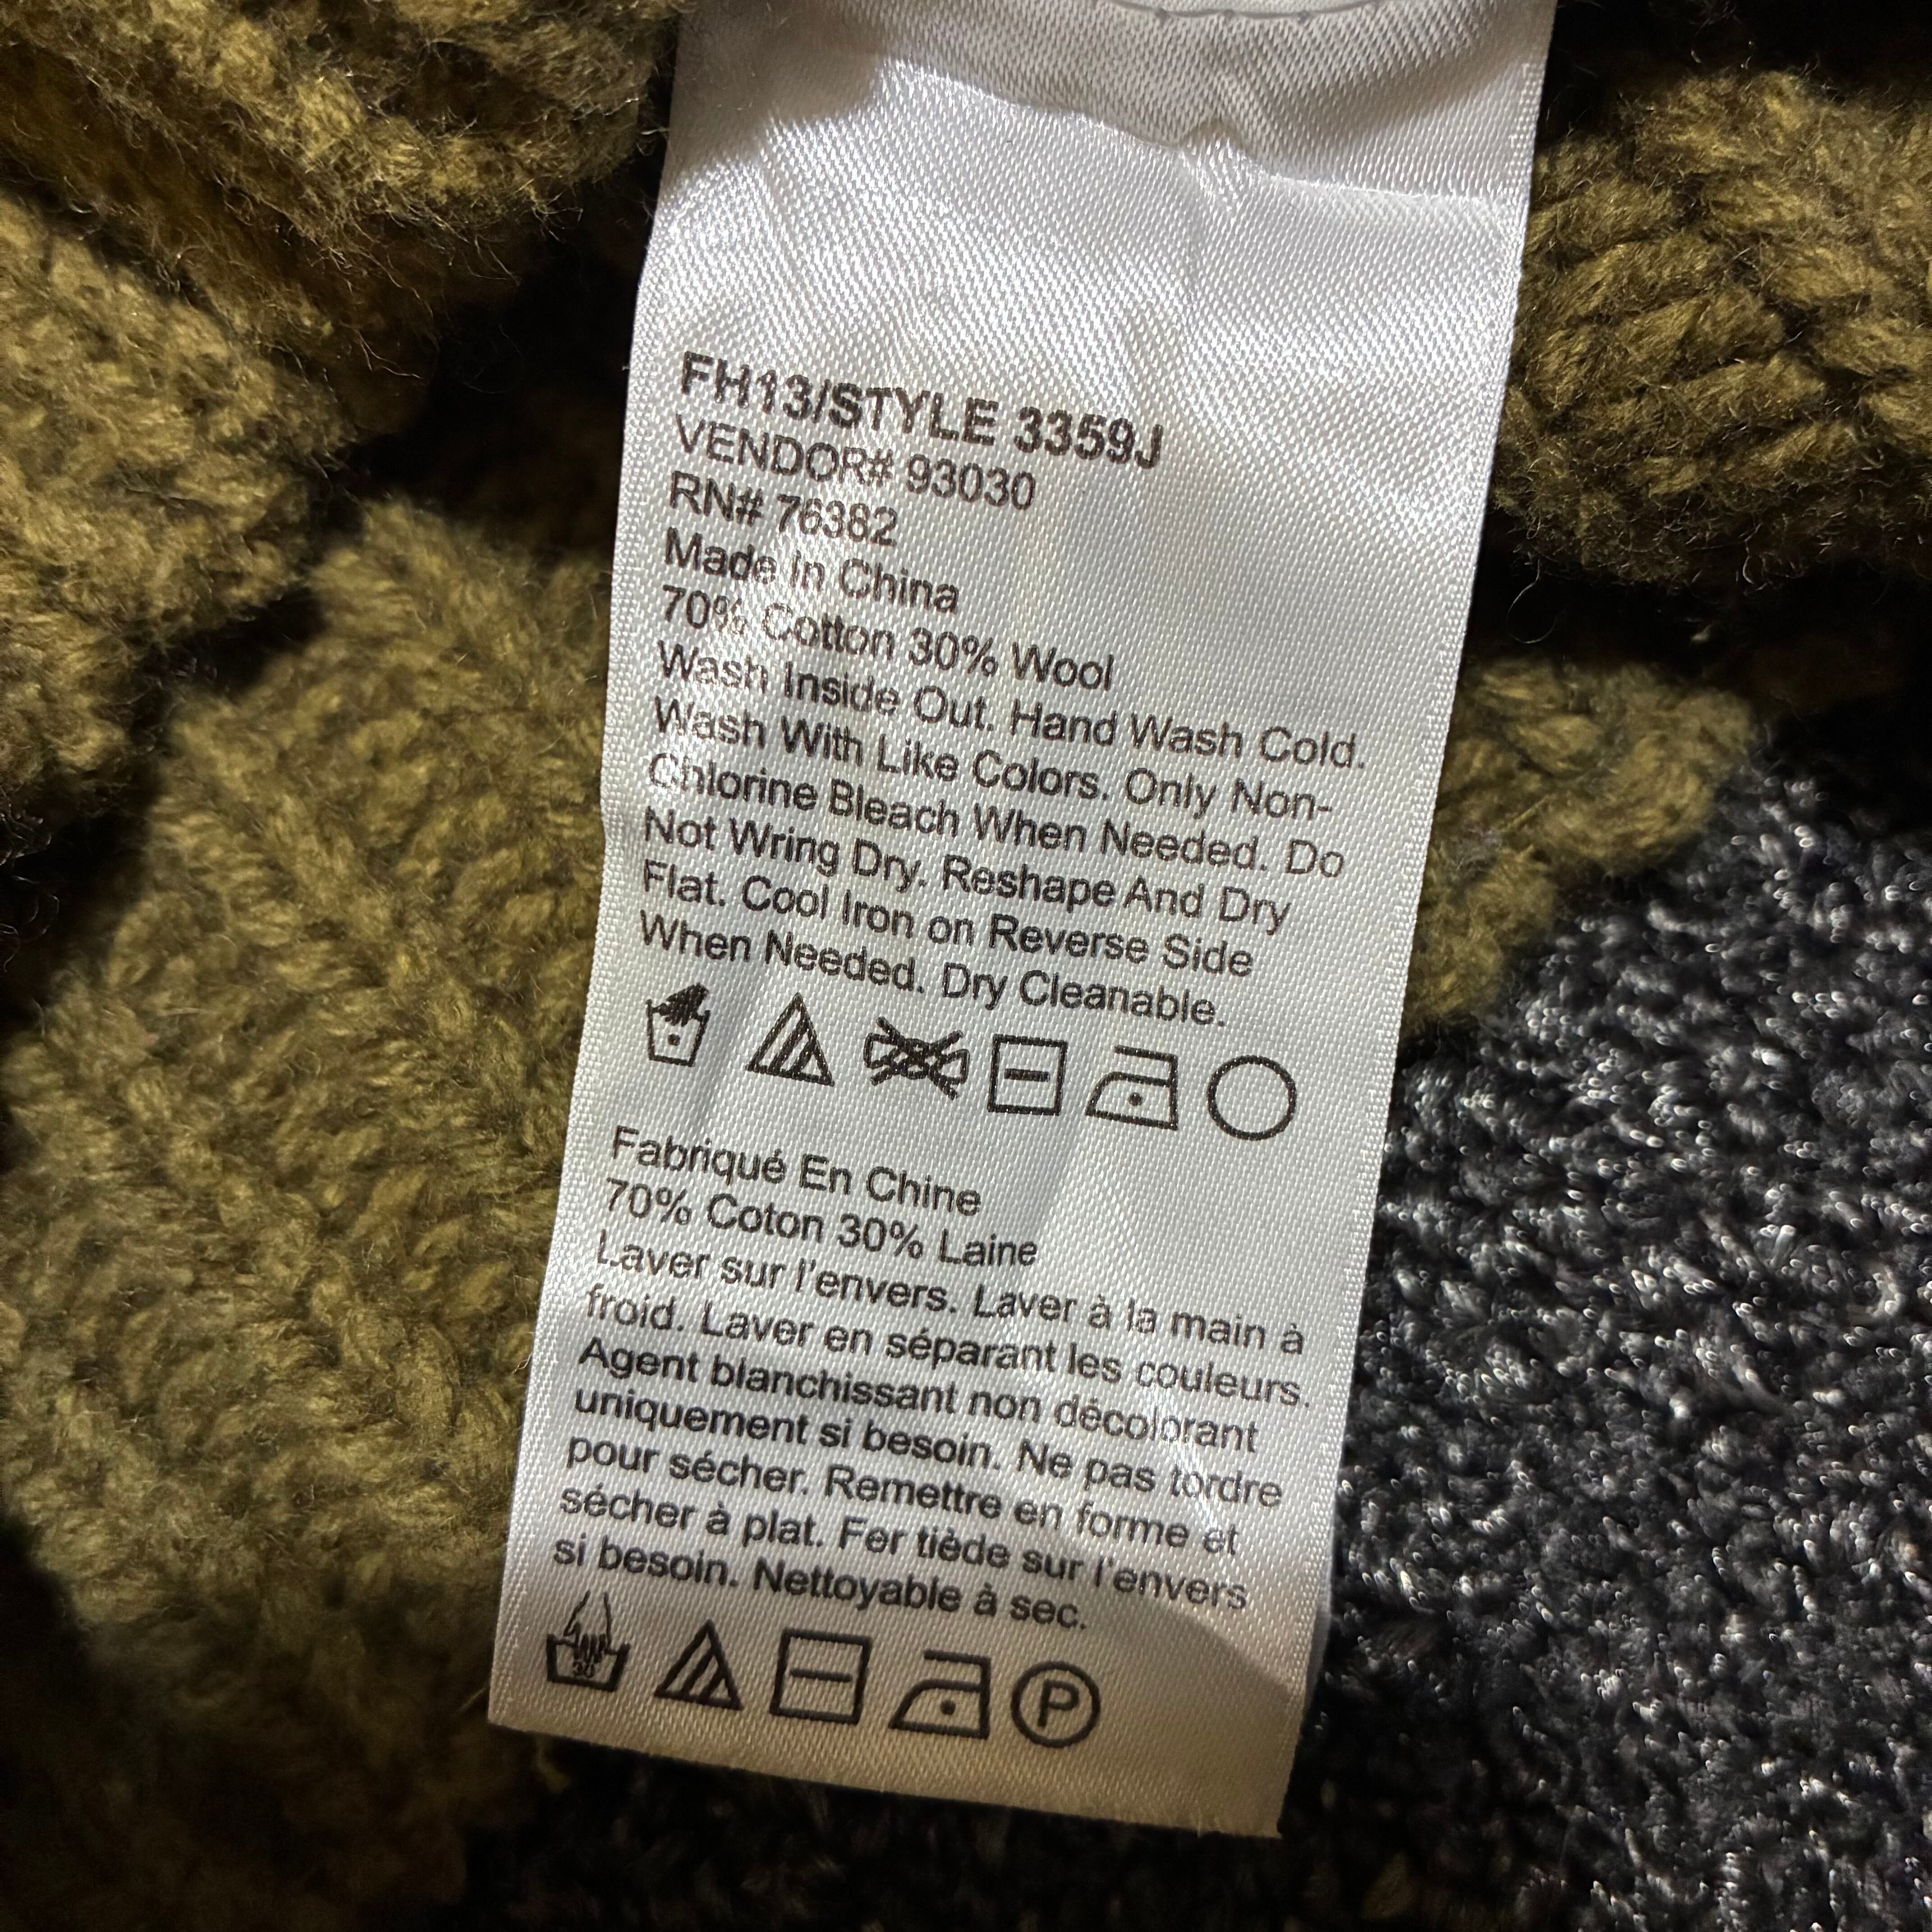 FH13/STYLE 3359J
VENDOR# 93030
RN# 76382
Made In China
70% Cotton 30% Wool
Wash Inside Out. Hand Wash Cold.
Wash With Like Colors. Only Non-
Chlorine Bleach When Needed. Do
Not Wring Dry. Reshape And Dry
Flat. Cool Iron on Reverse Side
When Needed. Dry Cleanable.
Fabriqué En Chine
70% Coton 30% Laine
Laver sur l'envers. Laver à la main à
froid. Laver en séparant les couleurs.
Agent blanchissant non décolorant
uniquement si besoin. Ne pas tordre
pour sécher. Remettre en forme et
sécher à plat. Fer tiède sur l'envers
si besoin. Nettoyable à sec.
30° P